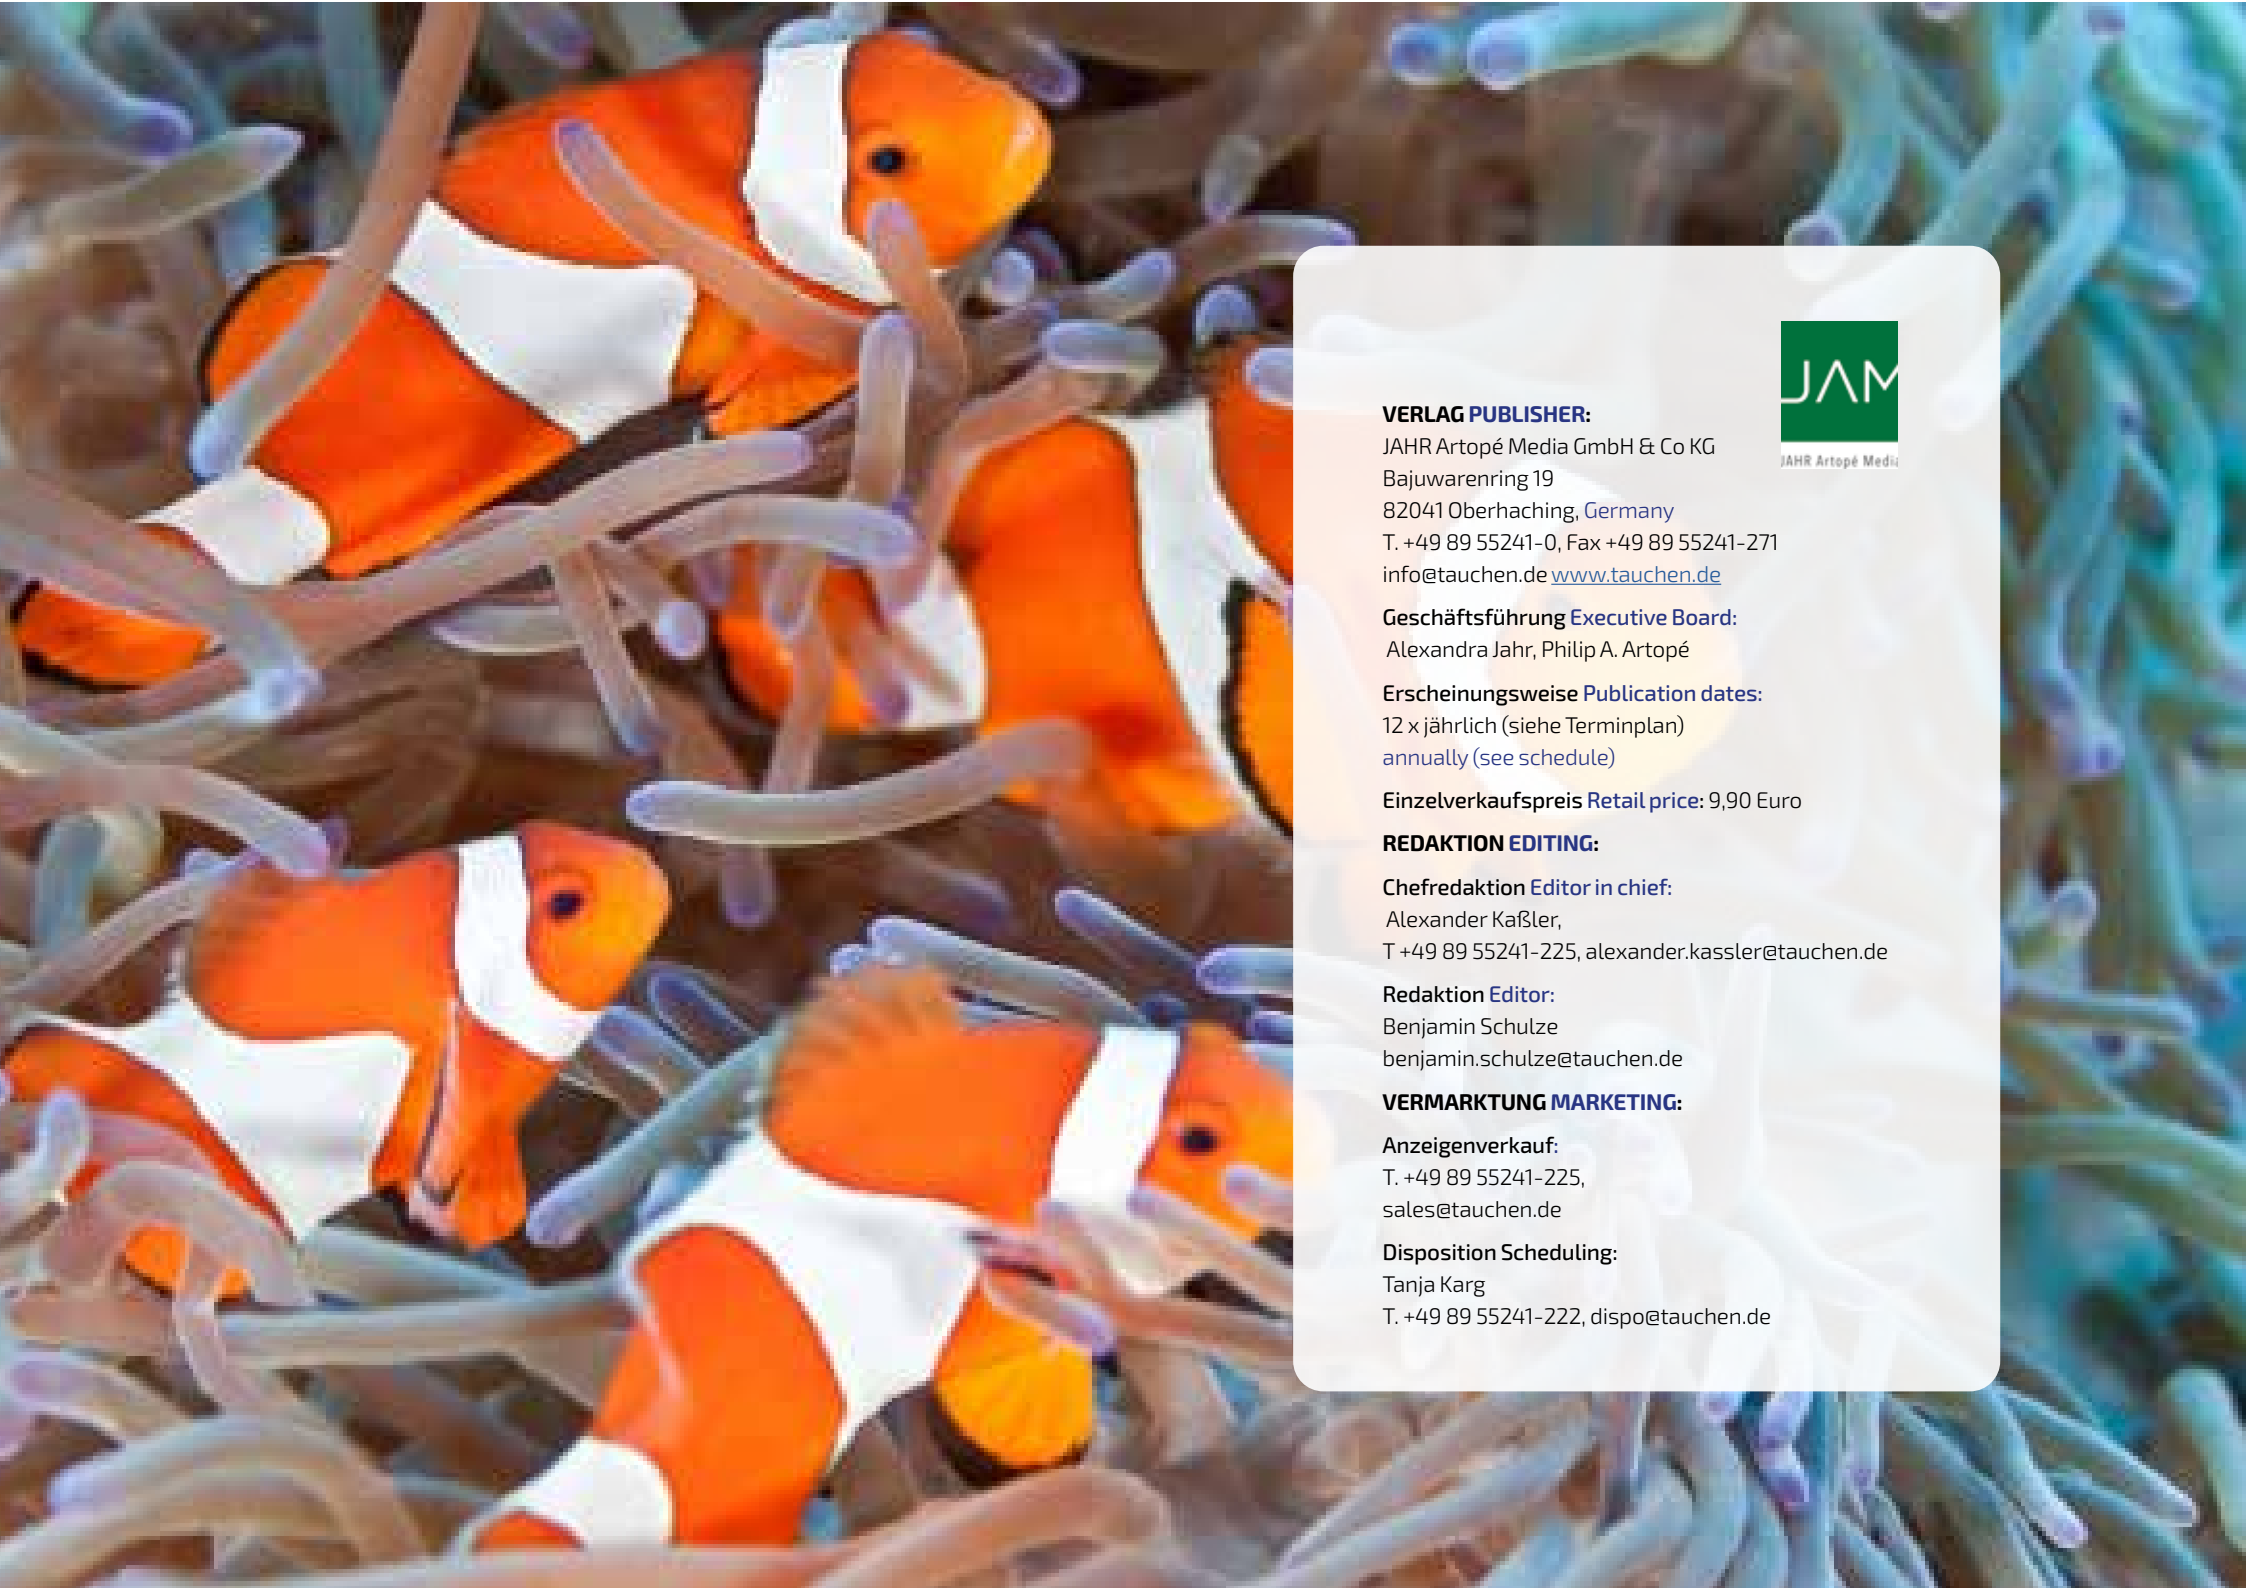 JAM
JAHR Artopé Media
VERLAG PUBLISHER:
JAHR Artopé Media GmbH & Co KG
Bajuwarenring 19
82041 Oberhaching, Germany
T. +49 89 55241-0, Fax +49 89 55241-271
info@tauchen.de www.tauchen.de
Geschäftsführung Executive Board:
Alexandra Jahr, Philip A. Artopé
Erscheinungsweise Publication dates:
12 x jährlich (siehe Terminplan)
annually (see schedule)
Einzelverkaufspreis Retail price: 9,90 Euro
REDAKTION EDITING:
Chefredaktion Editor in chief:
Alexander Kaßler,
T +49 89 55241-225, alexander.kassler@tauchen.de
Redaktion Editor:
Benjamin Schulze
benjamin.schulze@tauchen.de
VERMARKTUNG MARKETING:
Anzeigenverkauf:
T. +49 89 55241-225,
sales@tauchen.de
Disposition Scheduling:
Tanja Karg
T. +49 89 55241-222, dispo@tauchen.de